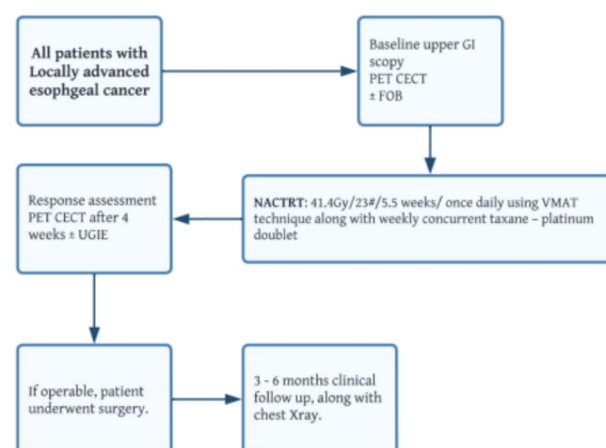 All patients with
Locally advanced
esophgeal cancer
Baseline upper GI
scopy
PET CECT
± FOB
NACTRT: 41.4Gy/23#/5.5 weeks/ once daily using VMAT
technique along with weekly concurrent taxane – platinum
doublet
Response assessment
PET CECT after 4
weeks ± UGIE
If operable, patient
underwent surgery.
3 - 6 months clinical
follow up, along with
chest Xray.